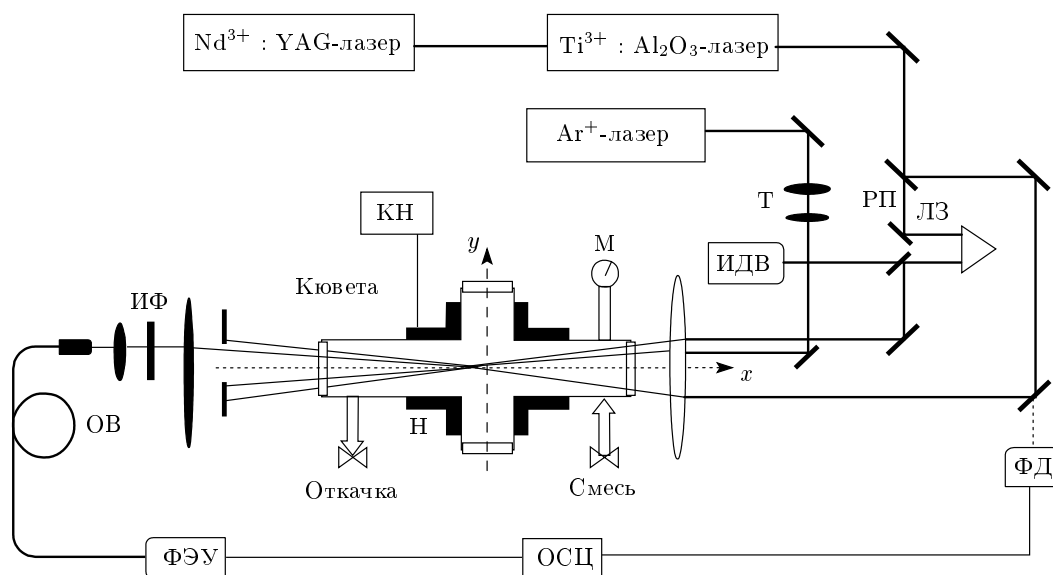 Nd³⁺ : YAG-лазер
Ti³⁺ : Al₂O₃-лазер
Ar⁺-лазер
Т
РП
ЛЗ
КН
y
М
ИДВ
Кювета
ИФ
x
ОВ
Н
Откачка
Смесь
ФД
ФЭУ
ОСЦ